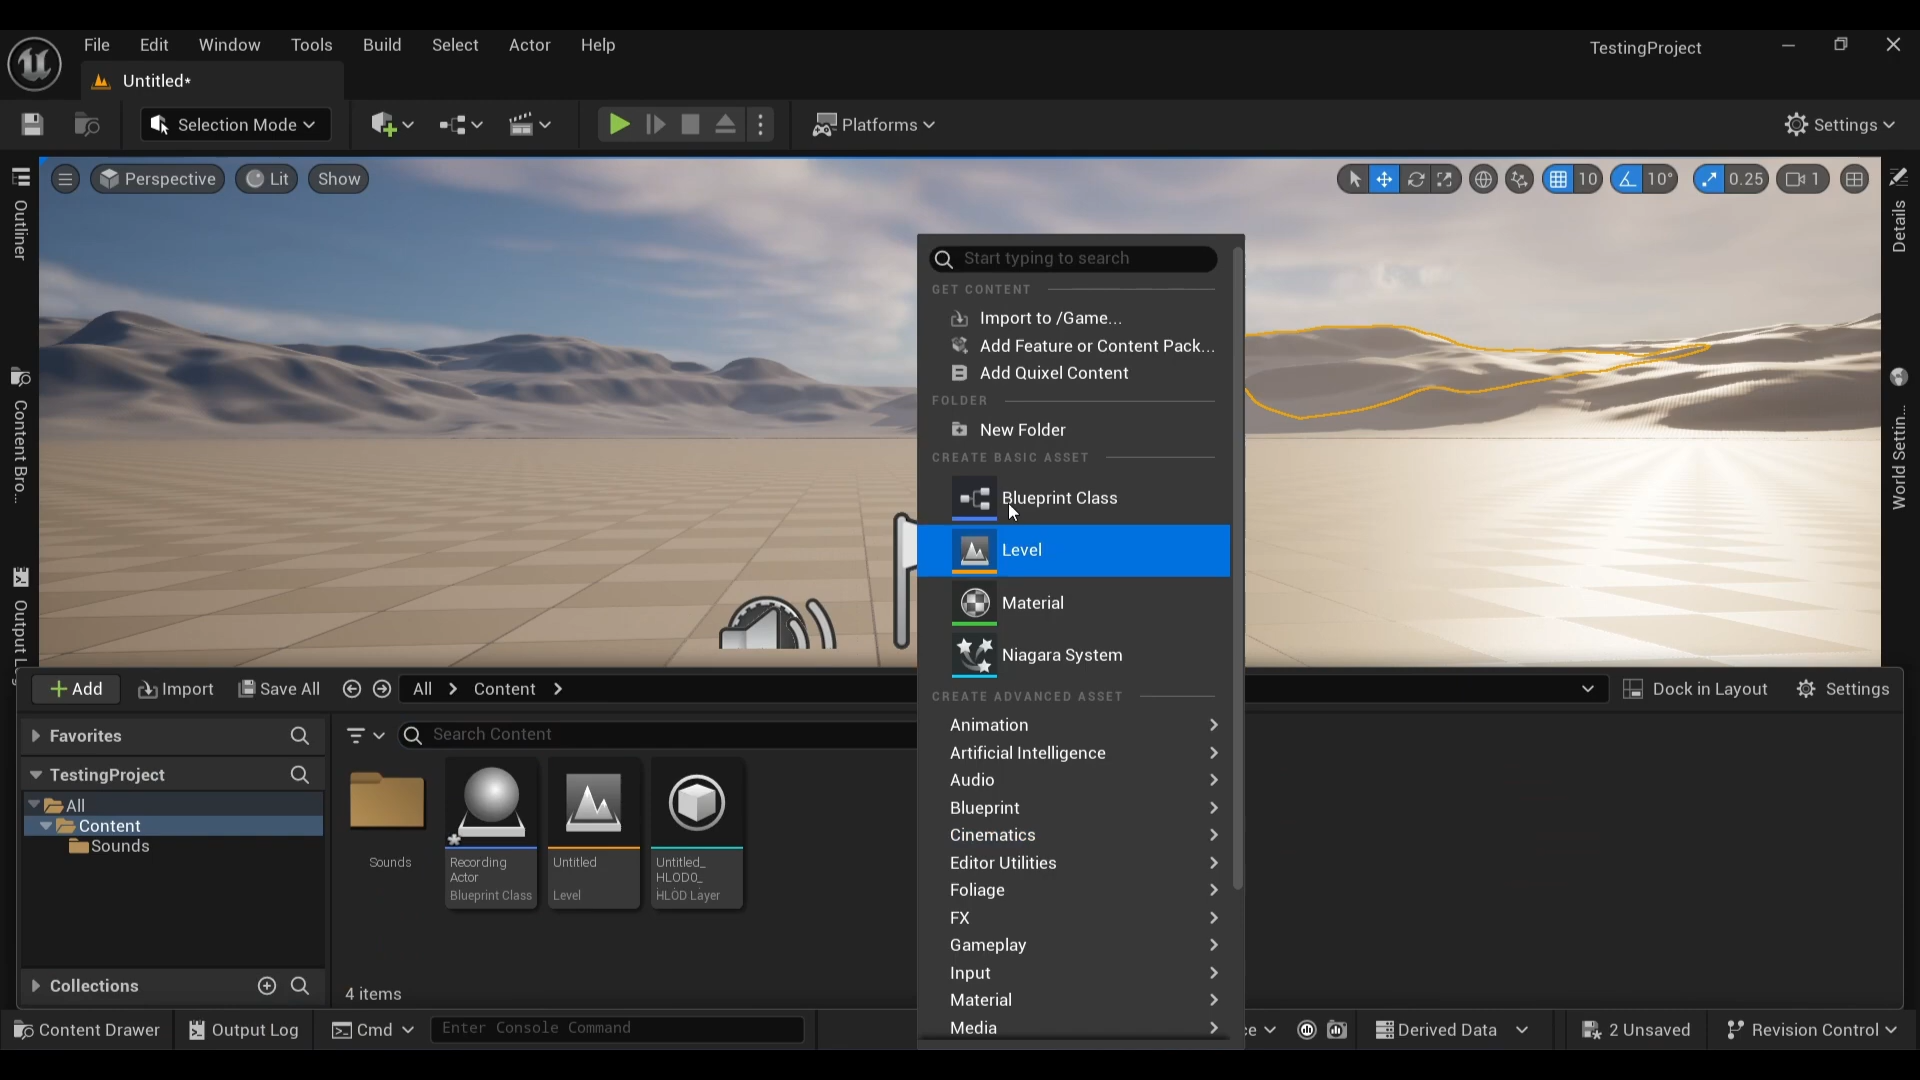 File Edit Window Tools Build Select Actor Help
TestingProject
Untitled*
Selection Mode
Platforms
Settings
Outliner
Perspective
Lit
Show
10
10°
0.25
1
Details
Content Bro...
World Settin...
Output L...
Start typing to search
GET CONTENT
Import to /Game...
Add Feature or Content Pack...
Add Quixel Content
FOLDER
New Folder
CREATE BASIC ASSET
Blueprint Class
Level
Material
Niagara System
CREATE ADVANCED ASSET
Animation
Artificial Intelligence
Audio
Blueprint
Cinematics
Editor Utilities
Foliage
FX
Gameplay
Input
Material
Media
Add
Import
Save All
All
Content
Dock in Layout
Settings
Favorites
TestingProject
All
Content
Sounds
Collections
Search Content
Sounds
Recording
Actor
Blueprint Class
Untitled
Level
Untitled_
HLOD0_
HLOD Layer
4 items
Content Drawer
Output Log
Cmd
Enter Console Command
ce
Derived Data
2 Unsaved
Revision Control